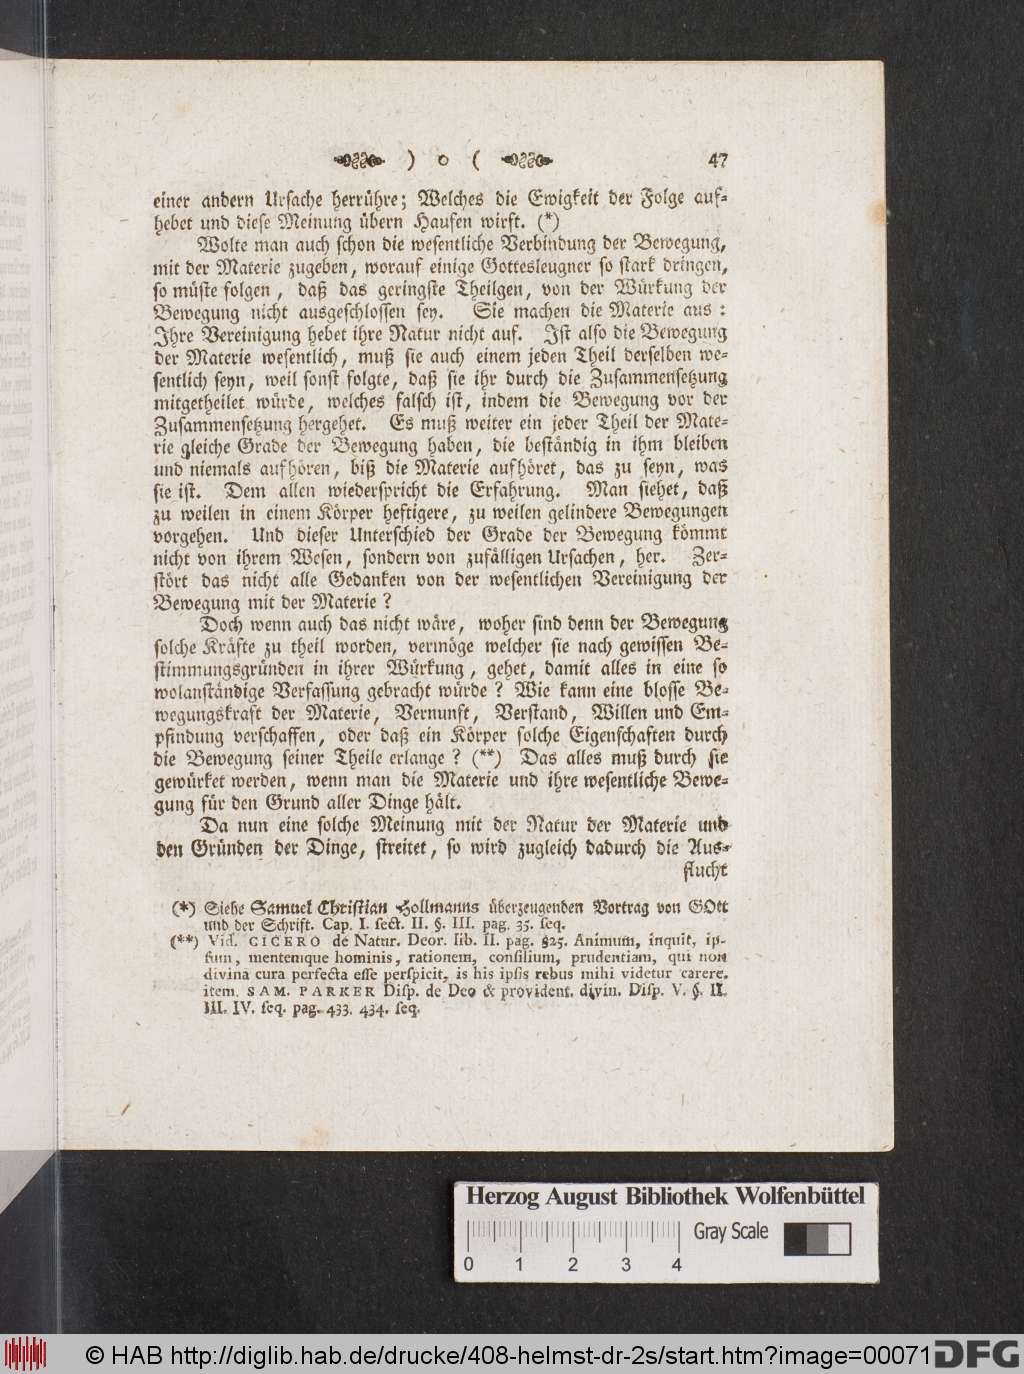 ) o (
47
einer andern Ursache herrühre; Welches die Ewigkeit der Folge auf-
hebet und diese Meinung übern Haufen wirft. (*)
Wolte man auch schon die wesentliche Verbindung der Bewegung,
mit der Materie zugeben, worauf einige Gottesleugner so stark dringen,
so müste folgen, daß das geringste Theilgen, von der Würkung der
Bewegung nicht ausgeschlossen sey. Sie machen die Materie aus:
Ihre Vereinigung hebet ihre Natur nicht auf. Ist also die Bewegung
der Materie wesentlich, muß sie auch einem jeden Theil derselben we-
sentlich seyn, weil sonst folgte, daß sie ihr durch die Zusammensetzung
mitgetheilet würde, welches falsch ist, indem die Bewegung vor der
Zusammensetzung hergehet. Es muß weiter ein jeder Theil der Mate-
rie gleiche Grade der Bewegung haben, die beständig in ihm bleiben
und niemals aufhören, biß die Materie aufhöret, das zu seyn, was
sie ist. Dem allen wiederspricht die Erfahrung. Man siehet, daß
zu weilen in einem Körper heftigere, zu weilen gelindere Bewegungen
vorgehen. Und dieser Unterschied der Grade der Bewegung kömmt
nicht von ihrem Wesen, sondern von zufälligen Ursachen, her. Zer-
stört das nicht alle Gedanken von der wesentlichen Vereinigung der
Bewegung mit der Materie?
Doch wenn auch das nicht wäre, woher sind denn der Bewegung
solche Kräfte zu theil worden, vermöge welcher sie nach gewissen Be-
stimmungsgründen in ihrer Würkung, gehet, damit alles in eine so
wolanständige Verfassung gebracht würde? Wie kann eine blosse Be-
wegungskraft der Materie, Vernunft, Verstand, Willen und Em-
pfindung verschaffen, oder daß ein Körper solche Eigenschaften durch
die Bewegung seiner Theile erlange? (**) Das alles muß durch sie
gewürket werden, wenn man die Materie und ihre wesentliche Bewe-
gung für den Grund aller Dinge hält.
Da nun eine solche Meinung mit der Natur der Materie und
den Gründen der Dinge, streitet, so wird zugleich dadurch die Aus-
flucht
(*) Siehe Samuel Christian Hollmanns überzeugenden Vortrag von GOtt
und der Schrift. Cap. I. sect. II. §. III. pag. 35. seq.
(**) Vid. CICERO de Natur. Deor. lib. II. pag. 825. Animum, inquit, ip-
sum, mentemque hominis, rationem, consilium, prudentiam, qui non
divina cura perfecta esse perspicit, is his ipsis rebus mihi videtur carere.
item. SAM. PARKER Disp. de Deo & provident. divin. Disp. V. §. II.
III. IV. seq. pag. 433. 434. seq.
Herzog August Bibliothek Wolfenbüttel
Gray Scale
0 1 2 3 4
© HAB http://diglib.hab.de/drucke/408-helmst-dr-2s/start.htm?image=00071
DFG